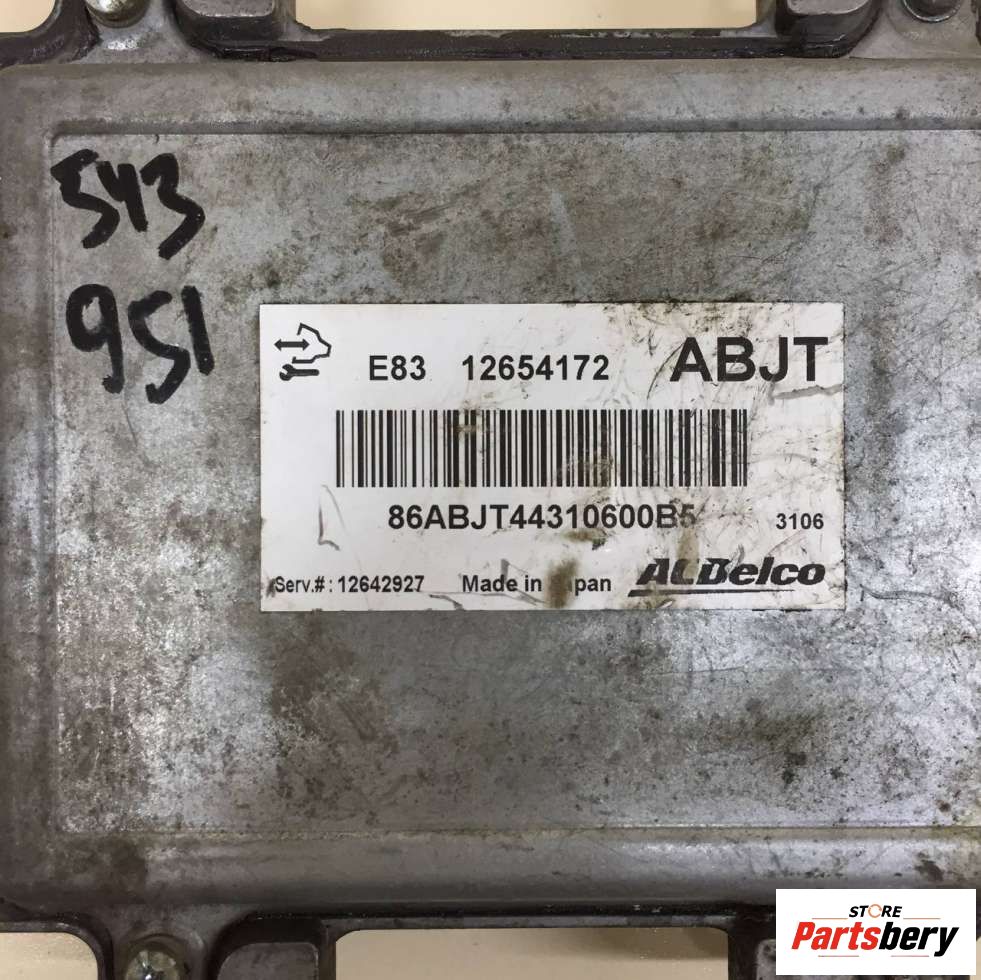 543
951
E83 12654172 ABJT
86ABJT44310600B5
3106
Serv.#: 12642927 Made in Japan ACDelco
STORE
Partsbery